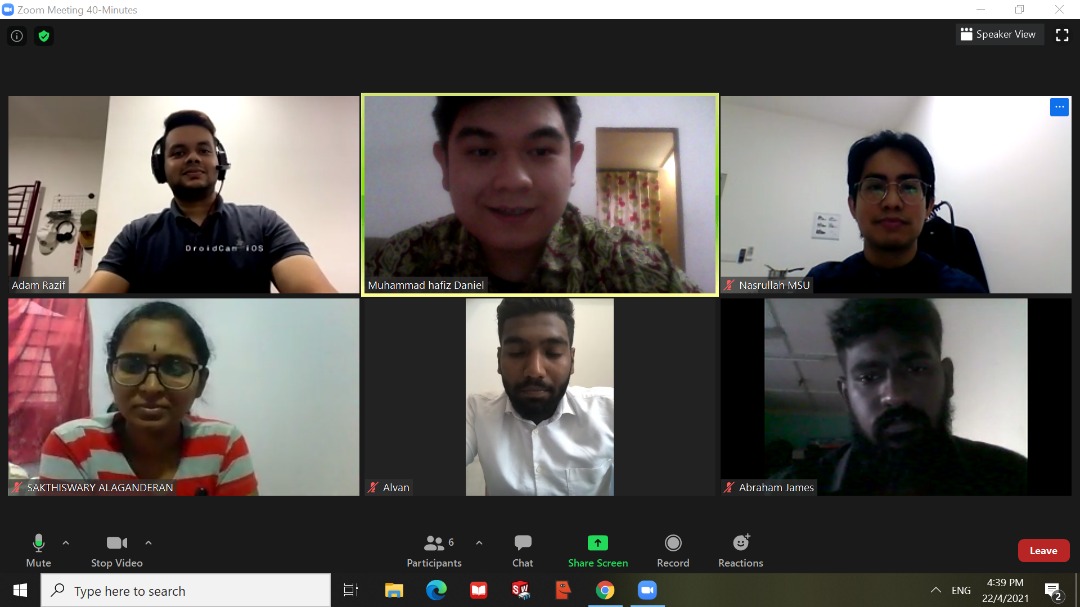 Zoom Meeting 40-Minutes
Speaker View
DroidCam iOS
Adam Razif
Muhammad hafiz Daniel
Nasrullah MSU
SAKTHISWARY ALAGANDERAN
Alvan
Abraham James
6
Mute
Stop Video
Participants
Chat
Share Screen
Record
Reactions
Leave
Type here to search
SW
ENG
4:39 PM
22/4/2021
2